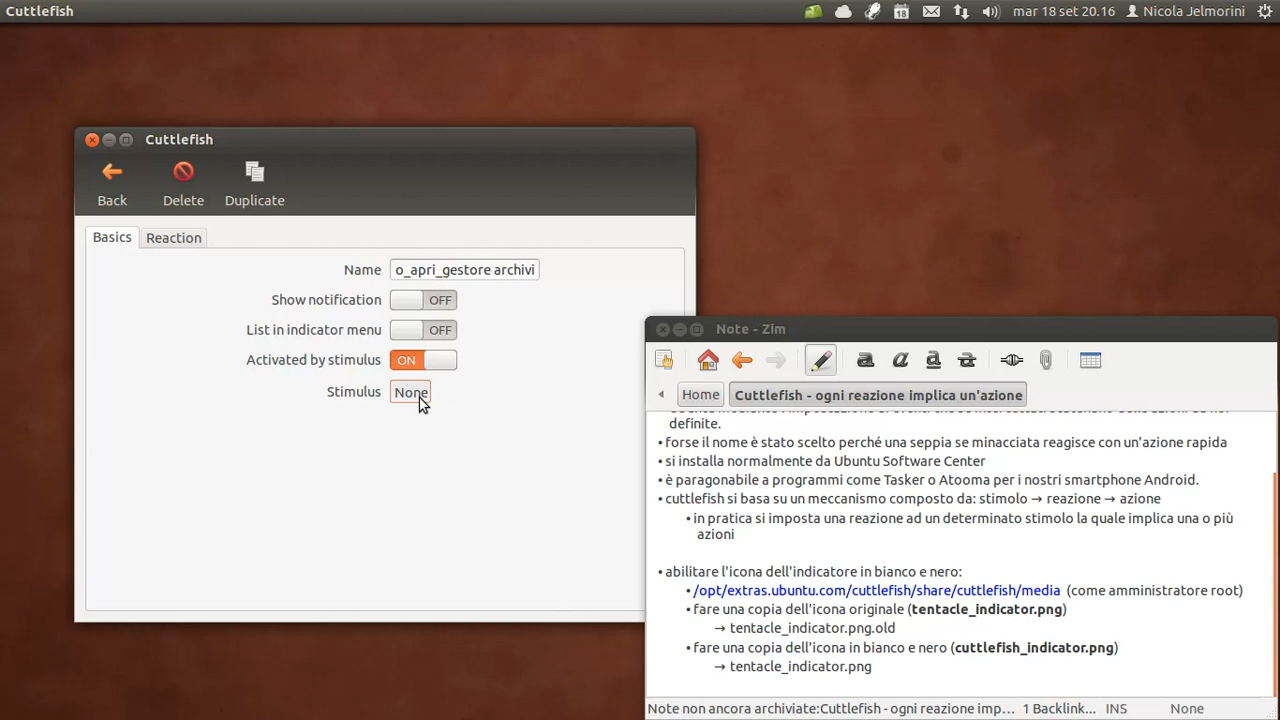 Cuttlefish
18
mar 18 set 20.16
Nicola Jelmorini
Cuttlefish
Back
Delete
Duplicate
Basics
Reaction
Name
o_apri_gestore archivi
Show notification
OFF
List in indicator menu
OFF
Activated by stimulus
ON
Stimulus
None
Note - Zim
a a a a
Home
Cuttlefish - ogni reazione implica un'azione
definite.
• forse il nome è stato scelto perché una seppia se minacciata reagisce con un'azione rapida
• si installa normalmente da Ubuntu Software Center
• è paragonabile a programmi come Tasker o Atooma per i nostri smartphone Android.
• cuttlefish si basa su un meccanismo composto da: stimolo → reazione → azione
• in pratica si imposta una reazione ad un determinato stimolo la quale implica una o più
azioni
• abilitare l'icona dell'indicatore in bianco e nero:
• /opt/extras.ubuntu.com/cuttlefish/share/cuttlefish/media (come amministratore root)
• fare una copia dell'icona originale (tentacle_indicator.png)
→ tentacle_indicator.png.old
• fare una copia dell'icona in bianco e nero (cuttlefish_indicator.png)
→ tentacle_indicator.png
Note non ancora archiviate:Cuttlefish - ogni reazione imp...
1 Backlink...
INS
None